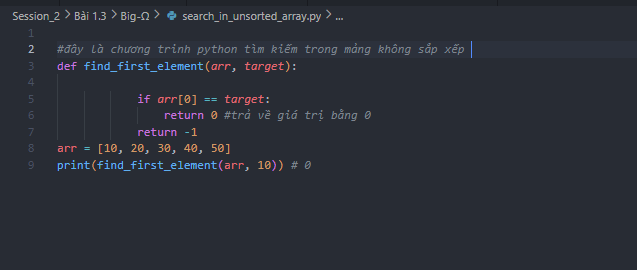 Session_2 > Bài 1.3 > Big-Ω > search_in_unsorted_array.py > ...
1
2 #đây là chương trình python tìm kiếm trong mảng không sắp xếp
3 def find_first_element(arr, target):
4
5 if arr[0] == target:
6 return 0 #trả về giá trị bằng 0
7 return -1
8 arr = [10, 20, 30, 40, 50]
9 print(find_first_element(arr, 10)) # 0